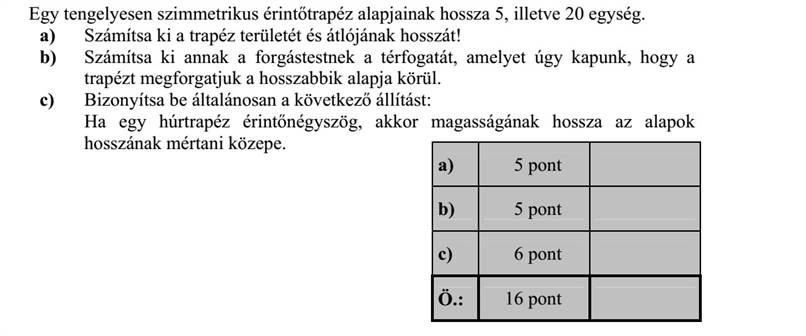 Egy tengelyesen szimmetrikus érintőtrapéz alapjainak hossza 5, illetve 20 egység.
a) Számítsa ki a trapéz területét és átlójának hosszát!
b) Számítsa ki annak a forgástestnek a térfogatát, amelyet úgy kapunk, hogy a
trapézt megforgatjuk a hosszabbik alapja körül.
c) Bizonyítsa be általánosan a következő állítást:
Ha egy húrtrapéz érintőnégyszög, akkor magasságának hossza az alapok
hosszának mértani közepe.
a) 5 pont
b) 5 pont
c) 6 pont
Ö.: 16 pont